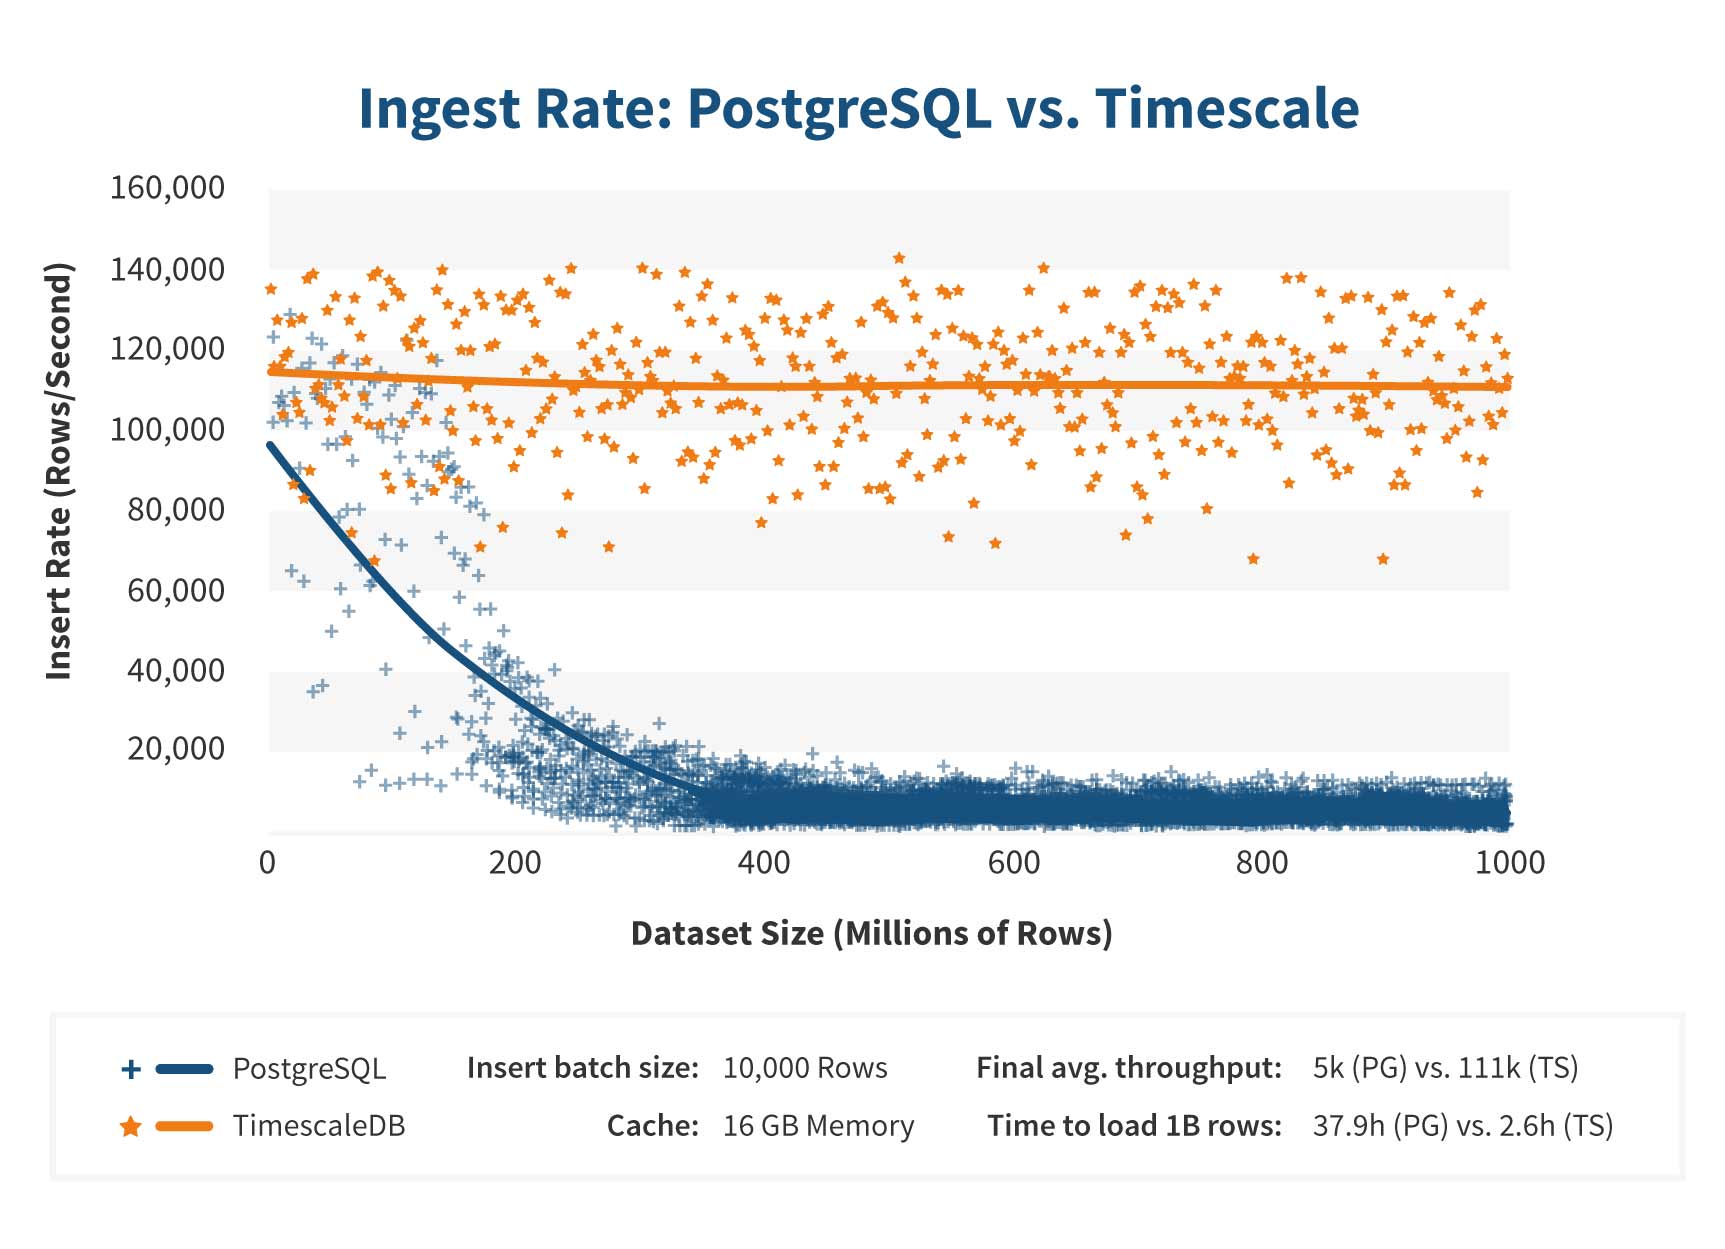 Ingest Rate: PostgreSQL vs. Timescale
Insert Rate (Rows/Second)
160,000
140,000
120,000
100,000
80,000
60,000
40,000
20,000
0 200 400 600 800 1000
Dataset Size (Millions of Rows)
PostgreSQL Insert batch size: 10,000 Rows Final avg. throughput: 5k (PG) vs. 111k (TS)
TimescaleDB Cache: 16 GB Memory Time to load 1B rows: 37.9h (PG) vs. 2.6h (TS)